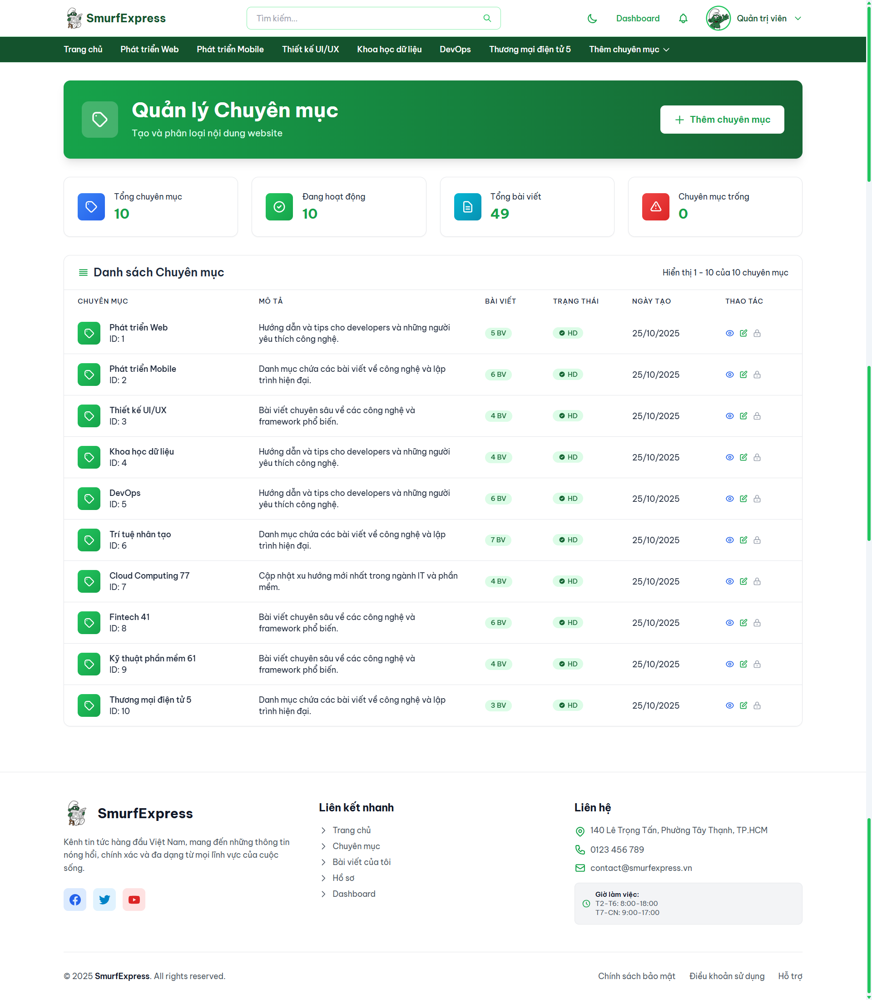 SmurfExpress
Tìm kiếm...
Dashboard
Quản trị viên
Trang chủ Phát triển Web Phát triển Mobile Thiết kế UI/UX Khoa học dữ liệu DevOps Thương mại điện tử 5 Thêm chuyên mục
Quản lý Chuyên mục
Tạo và phân loại nội dung website
Thêm chuyên mục
Tổng chuyên mục
10
Đang hoạt động
10
Tổng bài viết
49
Chuyên mục trống
0
Danh sách Chuyên mục
Hiển thị 1 - 10 của 10 chuyên mục
CHUYÊN MỤC MÔ TẢ BÀI VIẾT TRẠNG THÁI NGÀY TẠO THAO TÁC
Phát triển Web
ID: 1
Hướng dẫn và tips cho developers và những người
yêu thích công nghệ.
5 BV HD 25/10/2025
Phát triển Mobile
ID: 2
Danh mục chứa các bài viết về công nghệ và lập
trình hiện đại.
6 BV HD 25/10/2025
Thiết kế UI/UX
ID: 3
Bài viết chuyên sâu về các công nghệ và
framework phổ biến.
4 BV HD 25/10/2025
Khoa học dữ liệu
ID: 4
Hướng dẫn và tips cho developers và những người
yêu thích công nghệ.
4 BV HD 25/10/2025
DevOps
ID: 5
Hướng dẫn và tips cho developers và những người
yêu thích công nghệ.
6 BV HD 25/10/2025
Trí tuệ nhân tạo
ID: 6
Danh mục chứa các bài viết về công nghệ và lập
trình hiện đại.
7 BV HD 25/10/2025
Cloud Computing 77
ID: 7
Cập nhật xu hướng mới nhất trong ngành IT và phần
mềm.
4 BV HD 25/10/2025
Fintech 41
ID: 8
Bài viết chuyên sâu về các công nghệ và
framework phổ biến.
6 BV HD 25/10/2025
Kỹ thuật phần mềm 61
ID: 9
Bài viết chuyên sâu về các công nghệ và
framework phổ biến.
4 BV HD 25/10/2025
Thương mại điện tử 5
ID: 10
Danh mục chứa các bài viết về công nghệ và lập
trình hiện đại.
3 BV HD 25/10/2025
SmurfExpress
Kênh tin tức hàng đầu Việt Nam, mang đến những thông tin
nóng hổi, chính xác và đa dạng từ mọi lĩnh vực của cuộc
sống.
Liên kết nhanh
Trang chủ
Chuyên mục
Bài viết của tôi
Hồ sơ
Dashboard
Liên hệ
140 Lê Trọng Tấn, Phường Tây Thạnh, TP.HCM
0123 456 789
contact@smurfexpress.vn
Giờ làm việc:
T2-T6: 8:00-18:00
T7-CN: 9:00-17:00
© 2025 SmurfExpress. All rights reserved.
Chính sách bảo mật Điều khoản sử dụng Hỗ trợ